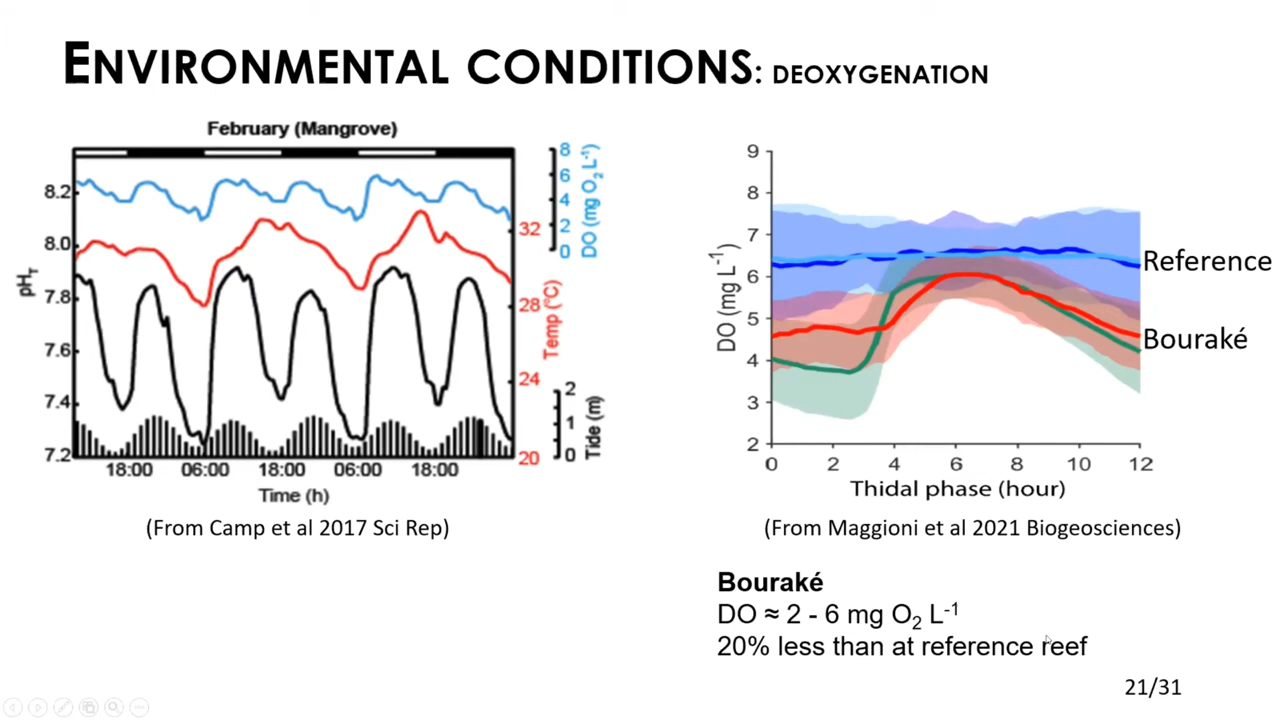 ENVIRONMENTAL CONDITIONS: DEOXYGENATION
February (Mangrove)
8.2
8.0
7.8
7.6
7.4
7.2
pHT
8
6
4
2
0
DO (mg O2 L-1)
32
28
24
20
Temp (°C)
2
1
0
Tide (m)
18:00 06:00 18:00 06:00 18:00
Time (h)
(From Camp et al 2017 Sci Rep)
9
8
7
6
5
4
3
2
DO (mg L-1)
0 2 4 6 8 10 12
Thidal phase (hour)
Reference
Bouraké
(From Maggioni et al 2021 Biogeosciences)
Bouraké
DO ≈ 2 - 6 mg O2 L-1
20% less than at reference reef
21/31